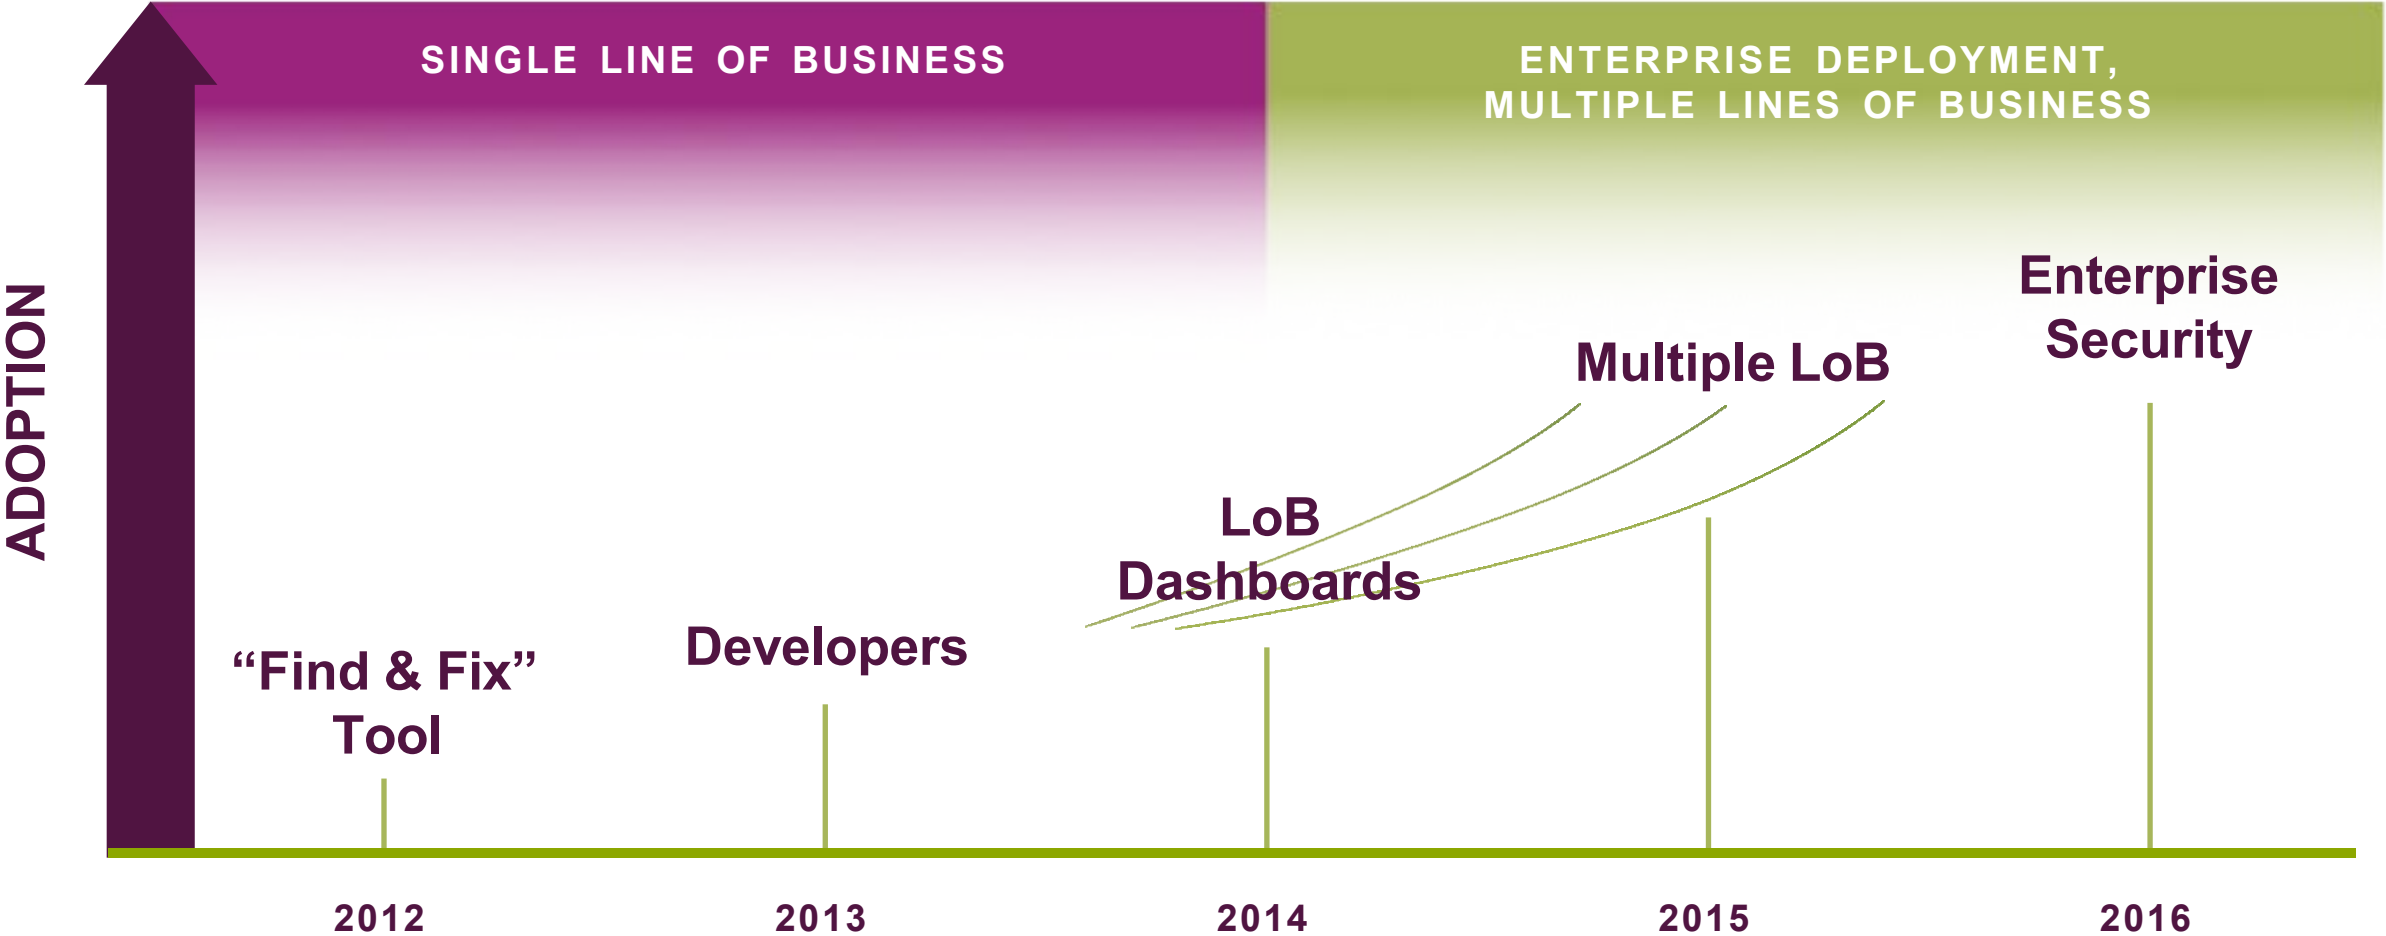 SINGLE LINE OF BUSINESS
ENTERPRISE DEPLOYMENT,
MULTIPLE LINES OF BUSINESS
ADOPTION
“Find & Fix”
Tool
Developers
LoB
Dashboards
Multiple LoB
Enterprise
Security
2012
2013
2014
2015
2016